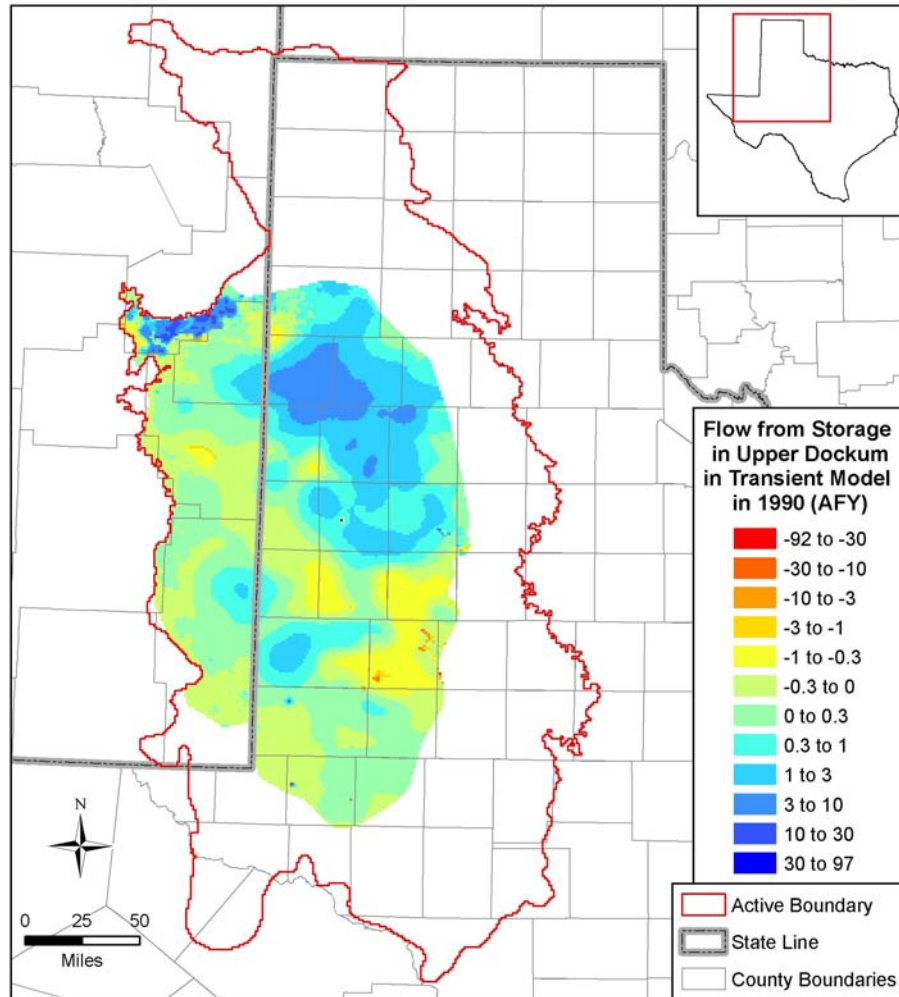 Flow from Storage
in Upper Dockum
in Transient Model
in 1990 (AFY)
-92 to -30
-30 to -10
-10 to -3
-3 to -1
-1 to -0.3
-0.3 to 0
0 to 0.3
0.3 to 1
1 to 3
3 to 10
10 to 30
30 to 97
N
0 25 50
Miles
Active Boundary
State Line
County Boundaries